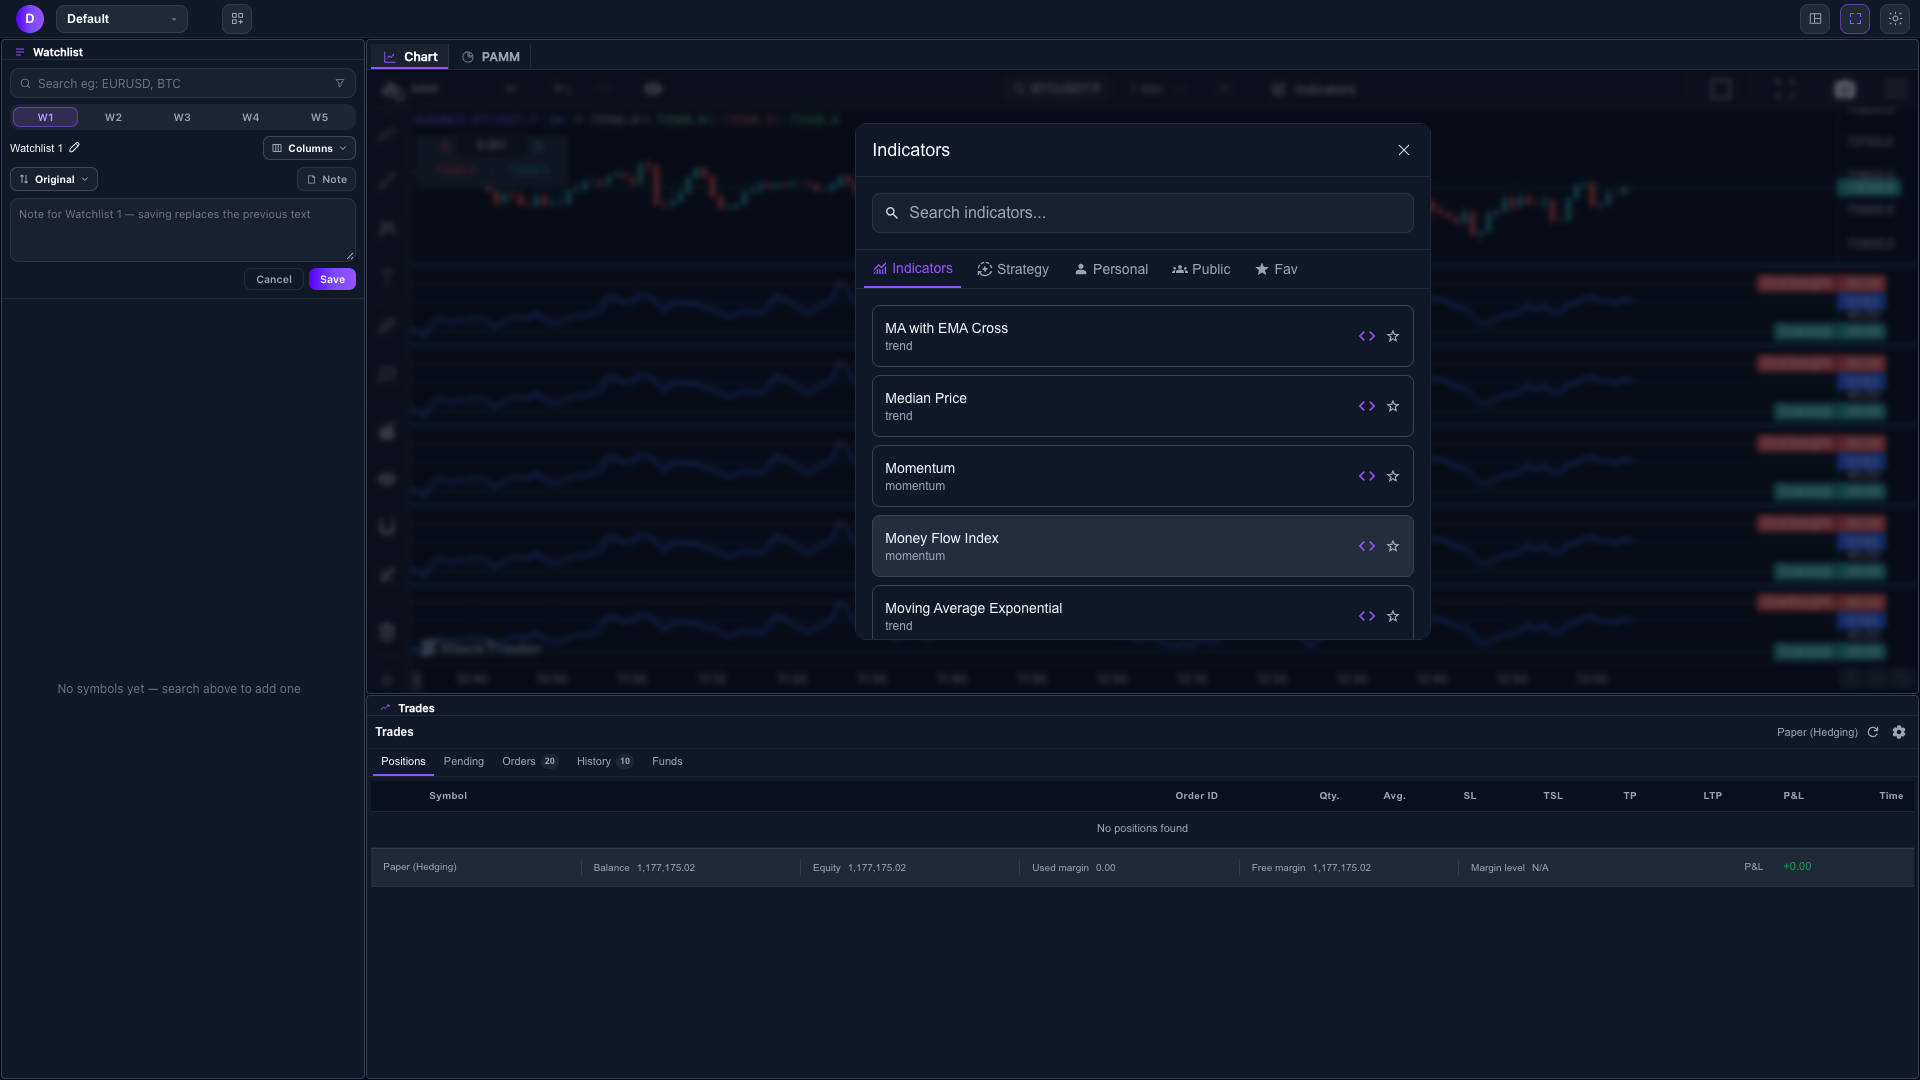 D
Default
Watchlist
Search eg: EURUSD, BTC
W1 W2 W3 W4 W5
Watchlist 1
Columns
Original
Note
Note for Watchlist 1 — saving replaces the previous text
Cancel
Save
No symbols yet — search above to add one
Chart
PAMM
Indicators
Indicators
Search indicators...
Indicators
Strategy
Personal
Public
Fav
MA with EMA Cross
trend
Median Price
trend
Momentum
momentum
Money Flow Index
momentum
Moving Average Exponential
trend
Trades
Trades
Paper (Hedging)
Positions
Pending
Orders 20
History 10
Funds
Symbol Order ID Qty. Avg. SL TSL TP LTP P&L Time
No positions found
Paper (Hedging) Balance 1,177,175.02 Equity 1,177,175.02 Used margin 0.00 Free margin 1,177,175.02 Margin level N/A P&L +0.00